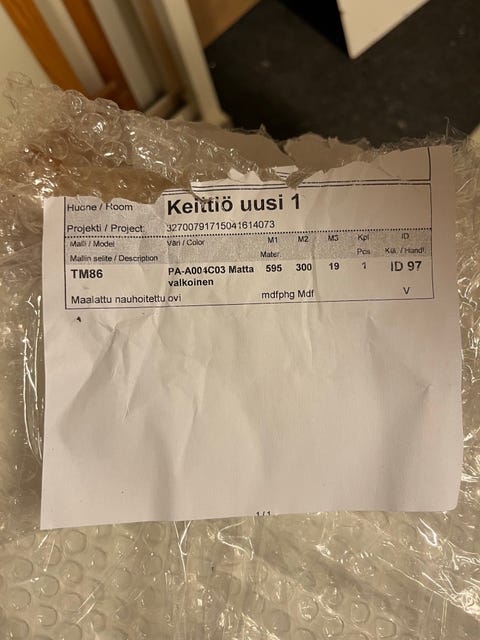 Huone / Room Keittiö uusi 1
Projekti / Project: 32700791715041614073
Malli / Model Väri / Color M1 M2 M3 Kpl ID
Mallin selite / Description Mater. Pcs Käs. / Handl.
TM86 PA-A004C03 Matta 595 300 19 1 ID 97
valkoinen
Maalattu nauhoitettu ovi mdfphg Mdf V
1 / 1